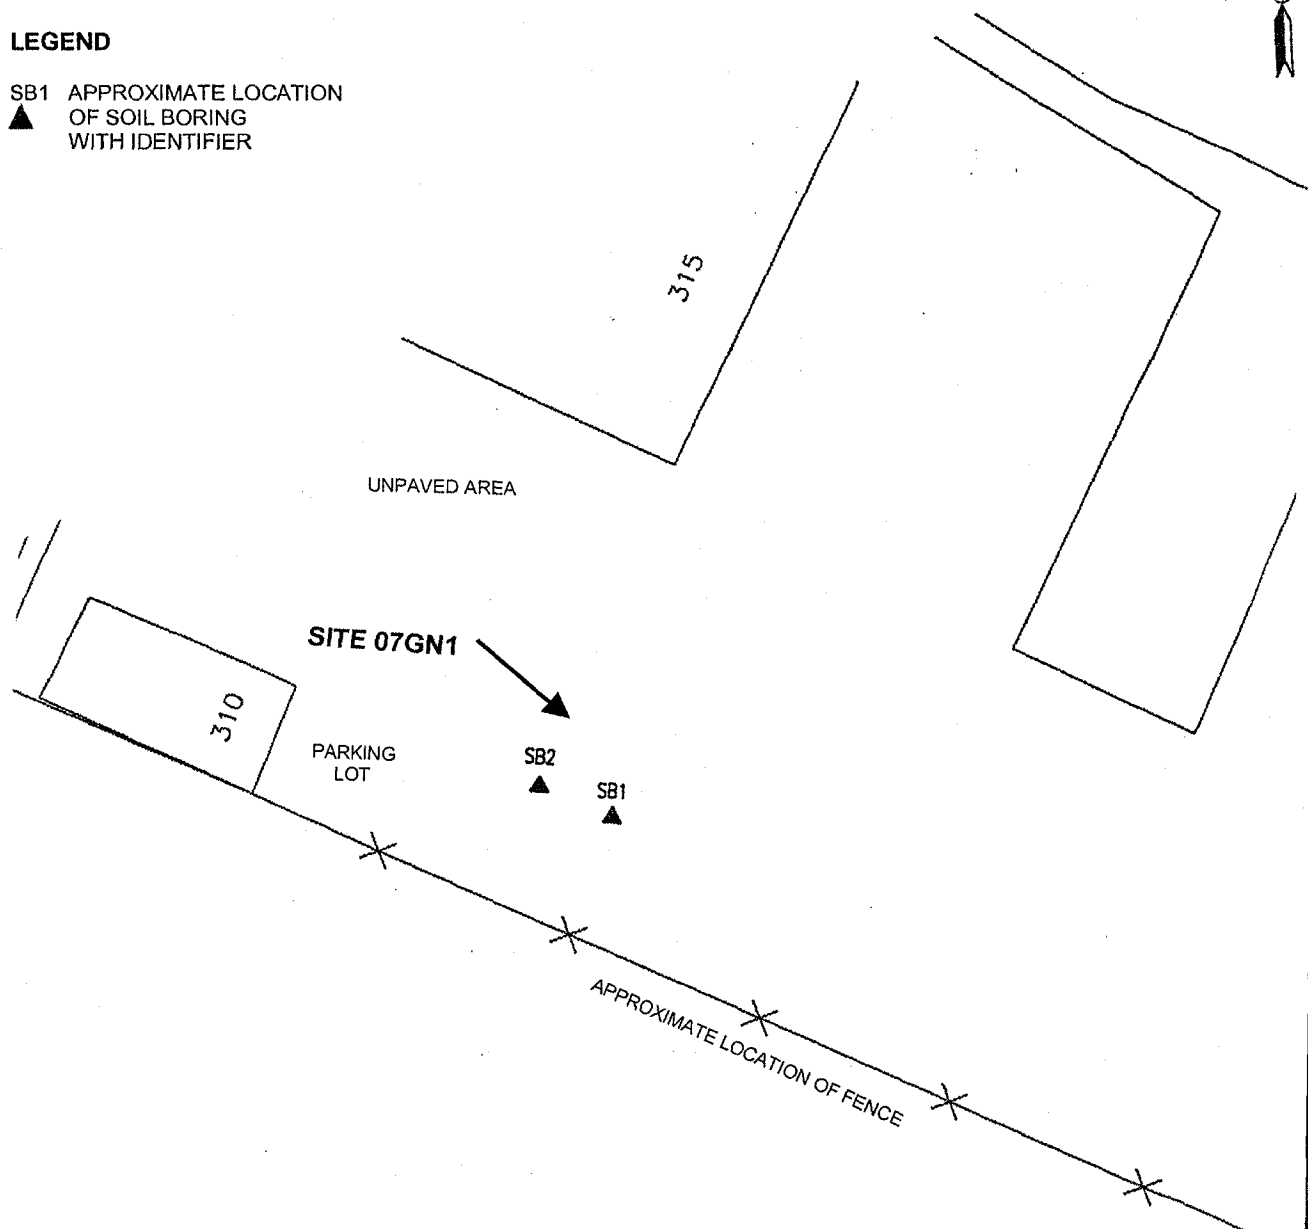 LEGEND
SB1 APPROXIMATE LOCATION
OF SOIL BORING
WITH IDENTIFIER
315
UNPAVED AREA
SITE 07GN1
310
PARKING
LOT
SB2
SB1
APPROXIMATE LOCATION OF FENCE